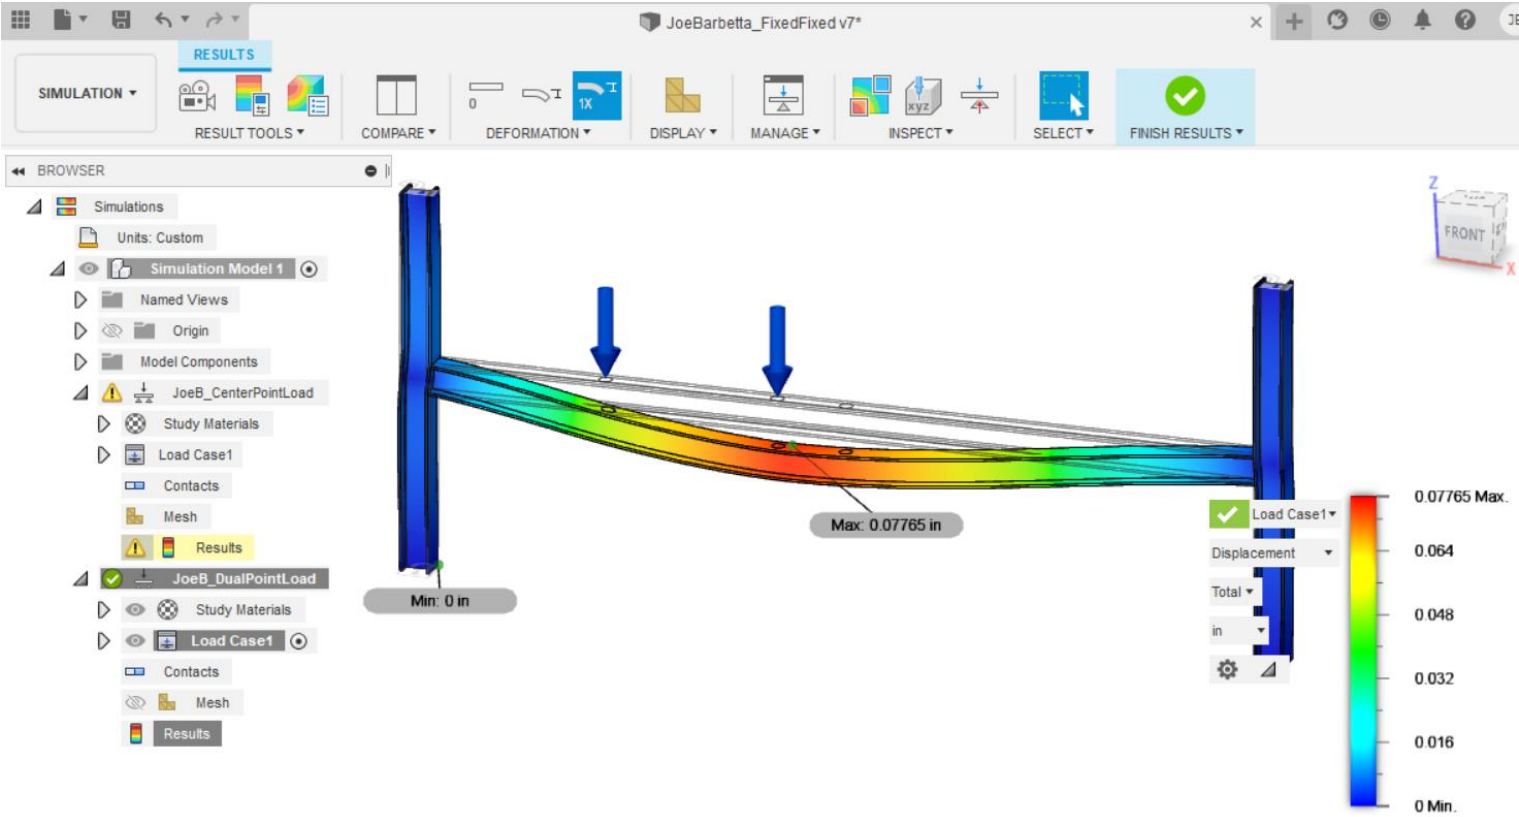 JoeBarbetta_FixedFixed v7*
RESULTS
SIMULATION
0
I
I
1X
xyz
RESULT TOOLS
COMPARE
DEFORMATION
DISPLAY
MANAGE
INSPECT
SELECT
FINISH RESULTS
BROWSER
Simulations
Units: Custom
Simulation Model 1
Named Views
Origin
Model Components
JoeB_CenterPointLoad
Study Materials
Load Case1
Contacts
Mesh
Results
JoeB_DualPointLoad
Study Materials
Load Case1
Contacts
Mesh
Results
Z
FRONT
X
Max: 0.07765 in
Min: 0 in
Load Case1
Displacement
Total
in
0.07765 Max.
0.064
0.048
0.032
0.016
0 Min.